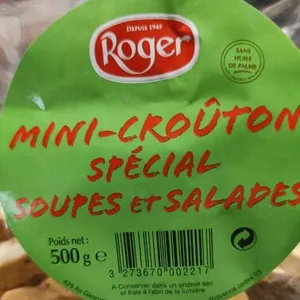 DEPUIS 1945
Roger
SANS
HUILE
DE PALME
MINI-CROÛTON
SPÉCIAL
SOUPES ET SALADES
Poids net :
500 g e
3 273670 002217
A Conserver dans un endroit sec
et frais à l'abri de la lumière